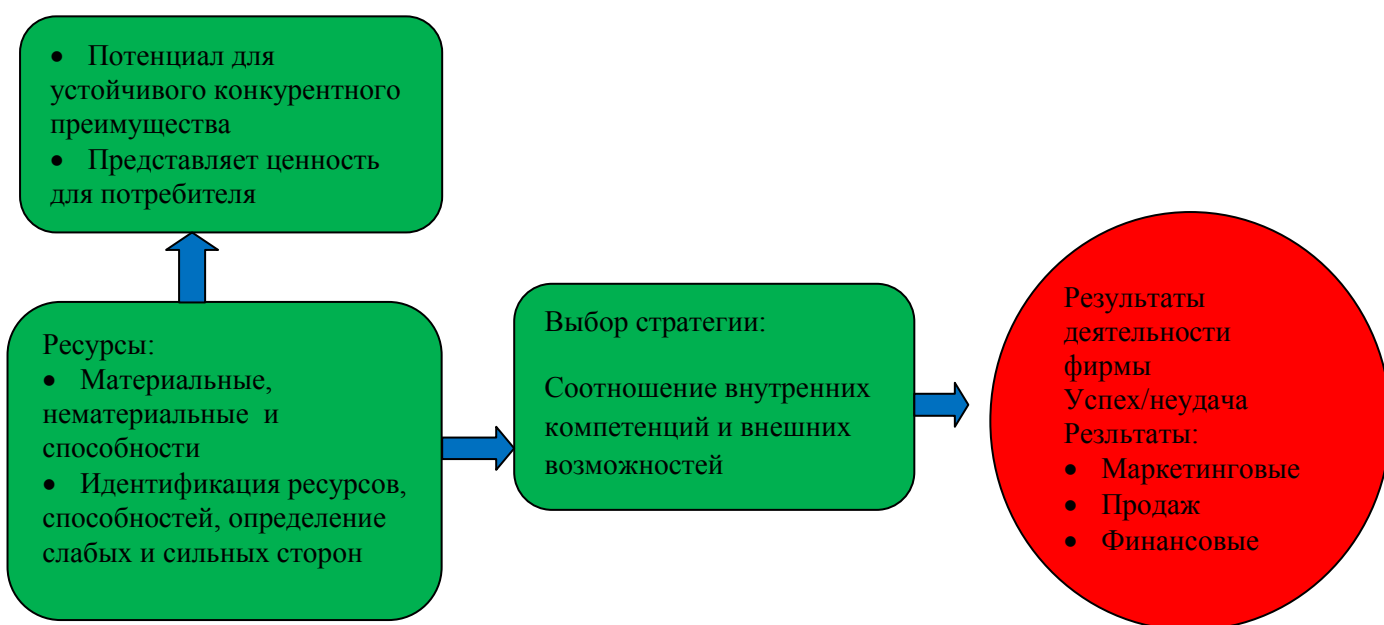 • Потенциал для
устойчивого конкурентного
преимущества
• Представляет ценность
для потребителя
Ресурсы:
• Материальные,
нематериальные и
способности
• Идентификация ресурсов,
способностей, определение
слабых и сильных сторон
Выбор стратегии:
Соотношение внутренних
компетенций и внешних
возможностей
Результаты
деятельности
фирмы
Успех/неудача
Резльтаты:
• Маркетинговые
• Продаж
• Финансовые